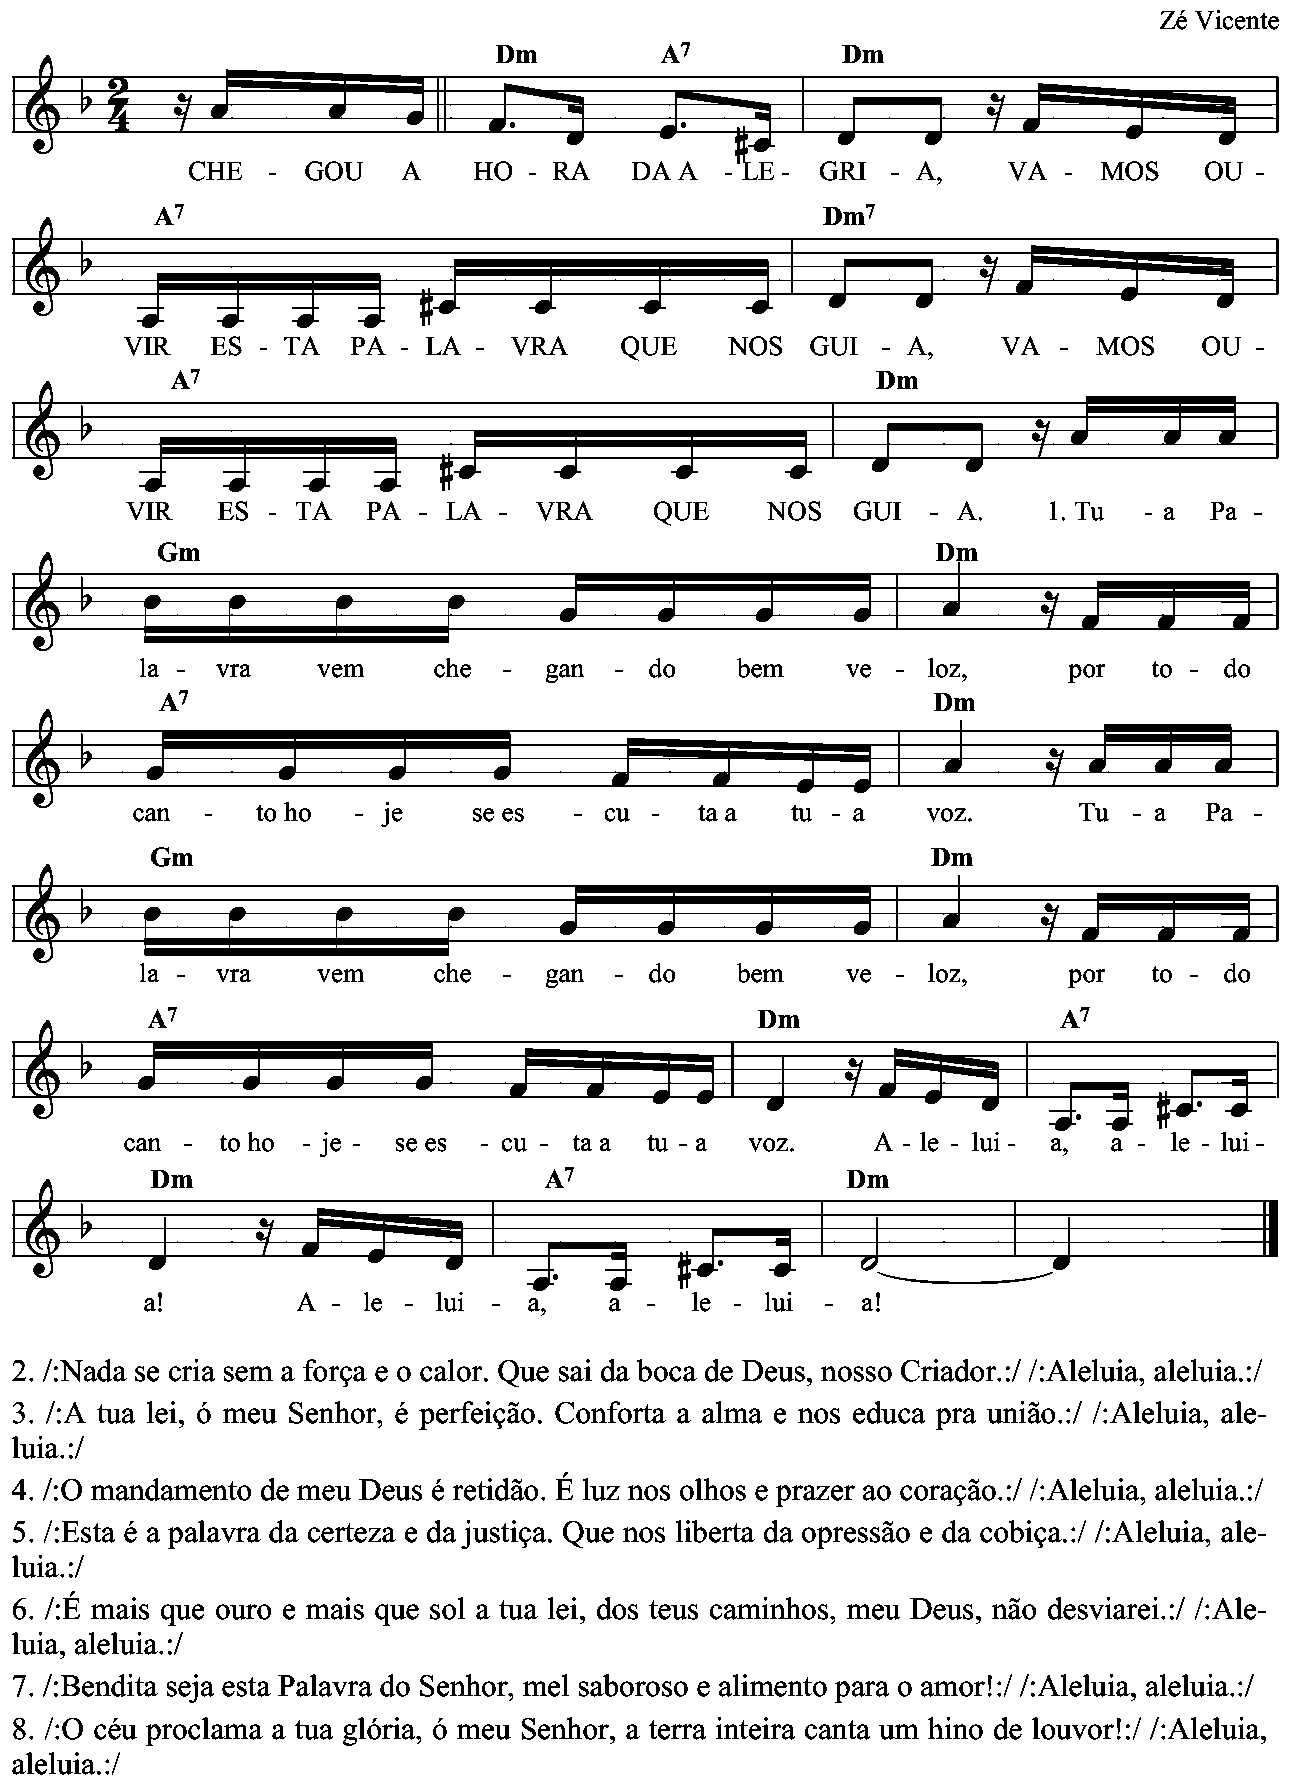 Zé Vicente
Dm A7 Dm
CHE - GOU A HO - RA DA A - LE - GRI - A, VA - MOS OU -
A7 Dm7
VIR ES - TA PA - LA - VRA QUE NOS GUI - A, VA - MOS OU -
A7 Dm
VIR ES - TA PA - LA - VRA QUE NOS GUI - A. 1. Tu - a Pa -
Gm Dm
la - vra vem che - gan - do bem ve - loz, por to - do
A7 Dm
can - to ho - je se es - cu - ta a tu - a voz. Tu - a Pa -
Gm Dm
la - vra vem che - gan - do bem ve - loz, por to - do
A7 Dm A7
can - to ho - je - se es - cu - ta a tu - a voz. A - le - lui - a, a - le - lui -
Dm A7 Dm
a! A - le - lui - a, a - le - lui - a!
2. /:Nada se cria sem a força e o calor. Que sai da boca de Deus, nosso Criador.:/ /:Aleluia, aleluia.:/
3. /:A tua lei, ó meu Senhor, é perfeição. Conforta a alma e nos educa pra união.:/ /:Aleluia, ale-
luia.:/
4. /:O mandamento de meu Deus é retidão. É luz nos olhos e prazer ao coração.:/ /:Aleluia, aleluia.:/
5. /:Esta é a palavra da certeza e da justiça. Que nos liberta da opressão e da cobiça.:/ /:Aleluia, ale-
luia.:/
6. /:É mais que ouro e mais que sol a tua lei, dos teus caminhos, meu Deus, não desviarei.:/ /:Ale-
luia, aleluia.:/
7. /:Bendita seja esta Palavra do Senhor, mel saboroso e alimento para o amor!:/ /:Aleluia, aleluia.:/
8. /:O céu proclama a tua glória, ó meu Senhor, a terra inteira canta um hino de louvor!:/ /:Aleluia,
aleluia.:/